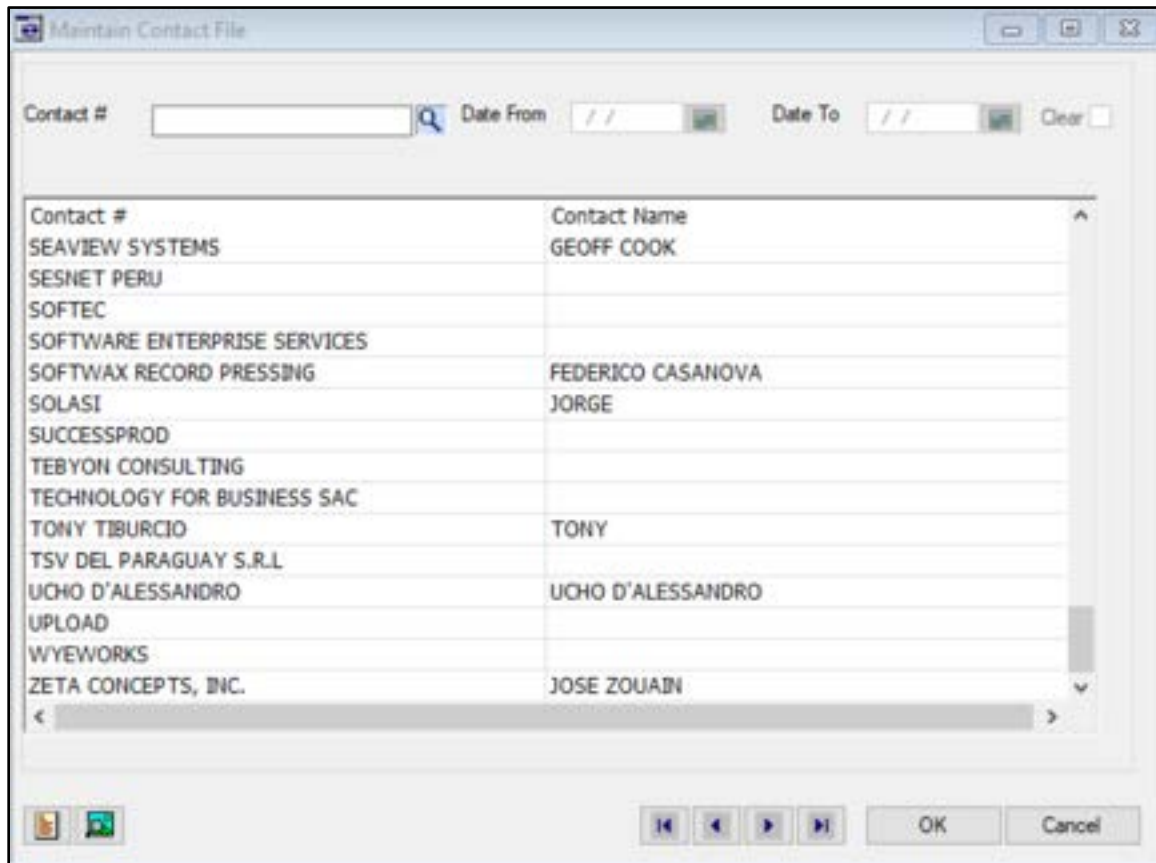 Maintain Contact File
Contact # Date From / / Date To / / Clear
Contact # Contact Name
SEAVIEW SYSTEMS GEOFF COOK
SESNET PERU
SOFTEC
SOFTWARE ENTERPRISE SERVICES
SOFTWAX RECORD PRESSING FEDERICO CASANOVA
SOLASI JORGE
SUCCESSPROD
TEBYON CONSULTING
TECHNOLOGY FOR BUSINESS SAC
TONY TIBURCIO TONY
TSV DEL PARAGUAY S.R.L
UCHO D'ALESSANDRO UCHO D'ALESSANDRO
UPLOAD
WYEWORKS
ZETA CONCEPTS, INC. JOSE ZOUAIN
OK Cancel